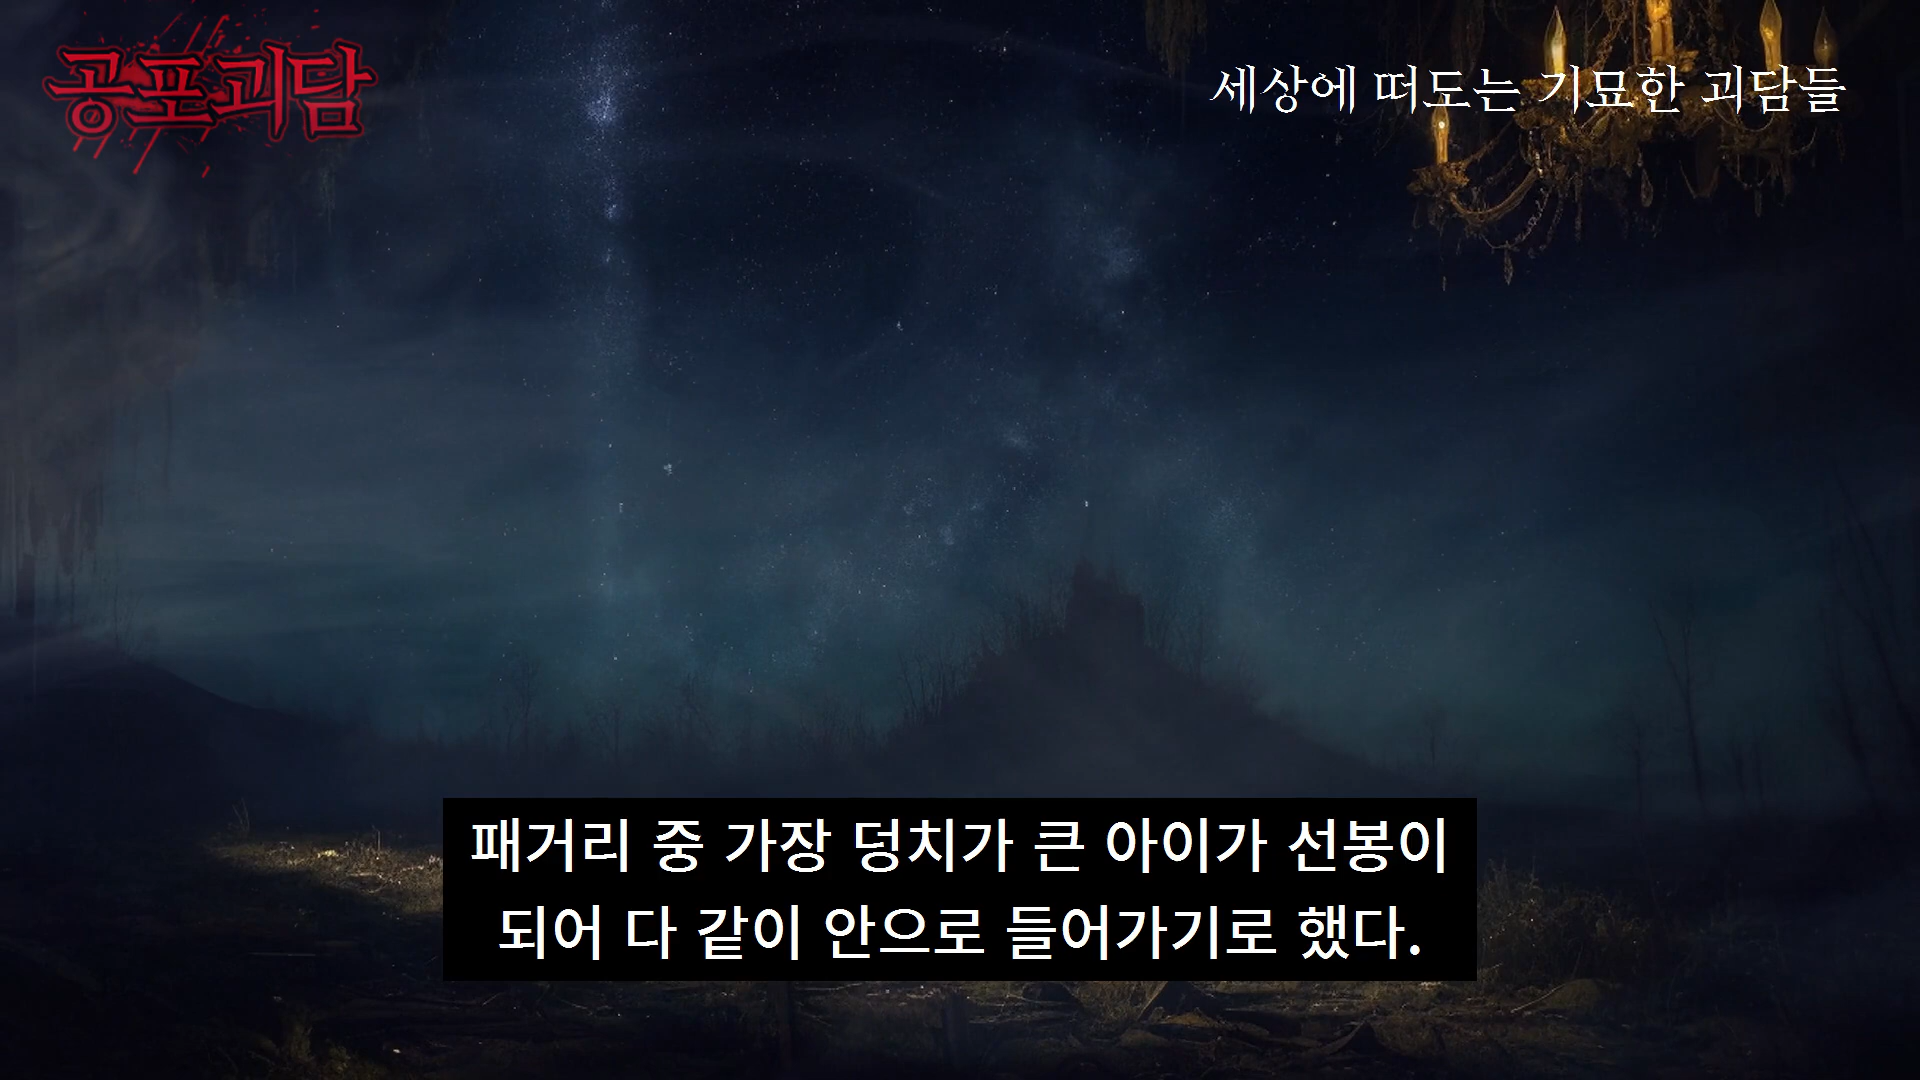 공포괴담
세상에 떠도는 기묘한 괴담들
패거리 중 가장 덩치가 큰 아이가 선봉이
되어 다 같이 안으로 들어가기로 했다.